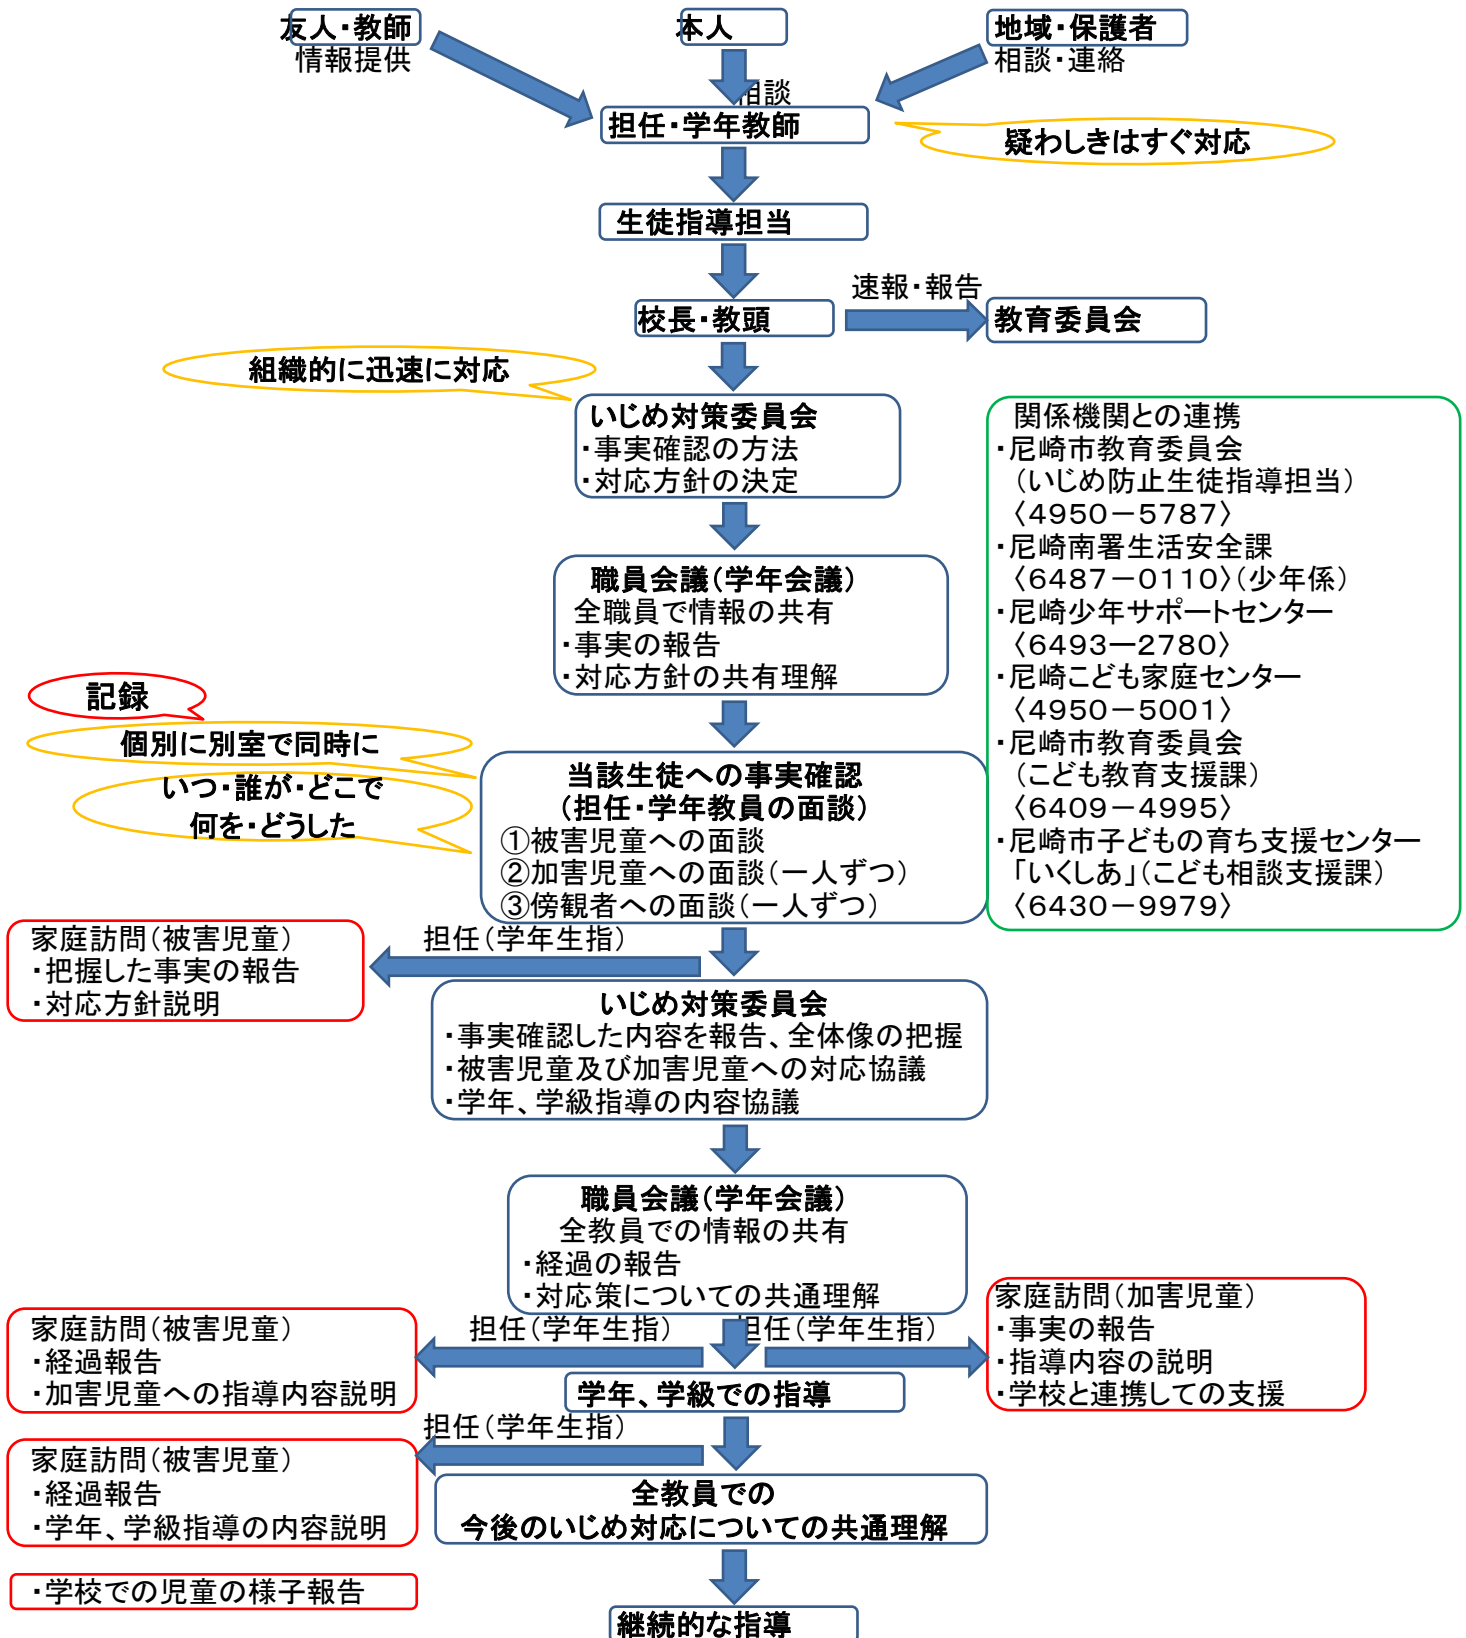 友人・教師
情報提供
本人
相談
地域・保護者
相談・連絡
担任・学年教師
疑わしきはすぐ対応
生徒指導担当
校長・教頭
速報・報告
教育委員会
組織的に迅速に対応
いじめ対策委員会
・事実確認の方法
・対応方針の決定
関係機関との連携
・尼崎市教育委員会
（いじめ防止生徒指導担当）
〈4950－5787〉
・尼崎南署生活安全課
〈6487－0110〉（少年係）
・尼崎少年サポートセンター
〈6493―2780〉
・尼崎こども家庭センター
〈4950－5001〉
・尼崎市教育委員会
（こども教育支援課）
〈6409－4995〉
・尼崎市子どもの育ち支援センター
「いくしあ」（こども相談支援課）
〈6430－9979〉
職員会議（学年会議）
全職員で情報の共有
・事実の報告
・対応方針の共有理解
記録
個別に別室で同時に
いつ・誰が・どこで
何を・どうした
当該生徒への事実確認
（担任・学年教員の面談）
①被害児童への面談
②加害児童への面談（一人ずつ）
③傍観者への面談（一人ずつ）
担任（学年生指）
家庭訪問（被害児童）
・把握した事実の報告
・対応方針説明
いじめ対策委員会
・事実確認した内容を報告、全体像の把握
・被害児童及び加害児童への対応協議
・学年、学級指導の内容協議
職員会議（学年会議）
全教員での情報の共有
・経過の報告
・対応策についての共通理解
担任（学年生指）
担任（学年生指）
家庭訪問（被害児童）
・経過報告
・加害児童への指導内容説明
家庭訪問（加害児童）
・事実の報告
・指導内容の説明
・学校と連携しての支援
学年、学級での指導
担任（学年生指）
家庭訪問（被害児童）
・経過報告
・学年、学級指導の内容説明
全教員での
今後のいじめ対応についての共通理解
・学校での児童の様子報告
継続的な指導